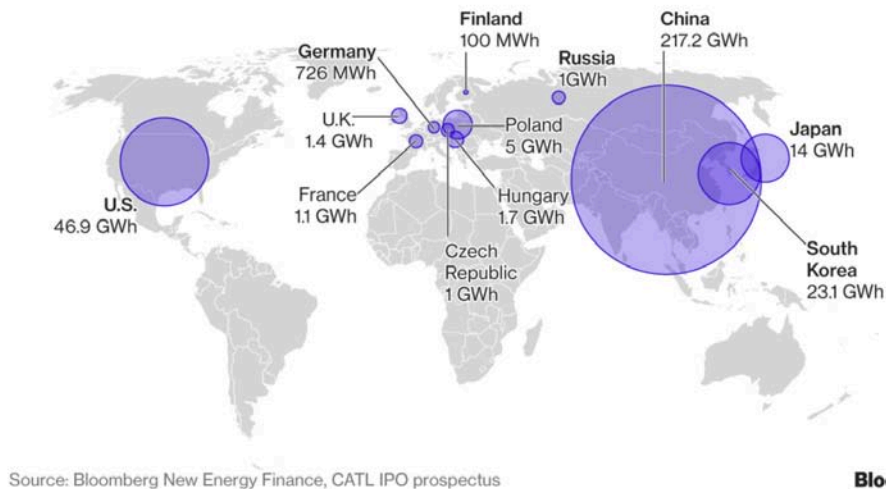 Finland
100 MWh
China
217.2 GWh
Germany
726 MWh
Russia
1GWh
U.K.
1.4 GWh
Poland
5 GWh
Japan
14 GWh
France
1.1 GWh
Hungary
1.7 GWh
U.S.
46.9 GWh
Czech
Republic
1 GWh
South
Korea
23.1 GWh
Source: Bloomberg New Energy Finance, CATL IPO prospectus
Bloo